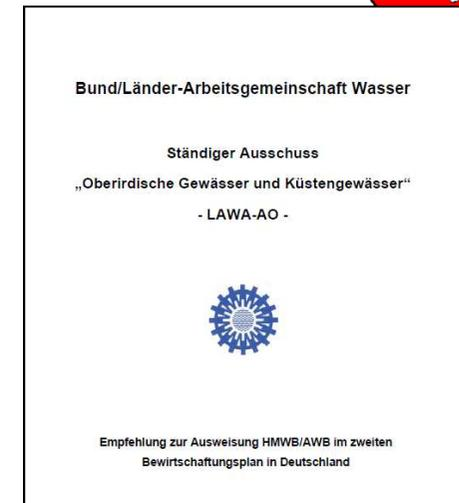 Bund/Länder-Arbeitsgemeinschaft Wasser
Ständiger Ausschuss
„Oberirdische Gewässer und Küstengewässer“
- LAWA-AO -
Empfehlung zur Ausweisung HMWB/AWB im zweiten
Bewirtschaftungsplan in Deutschland